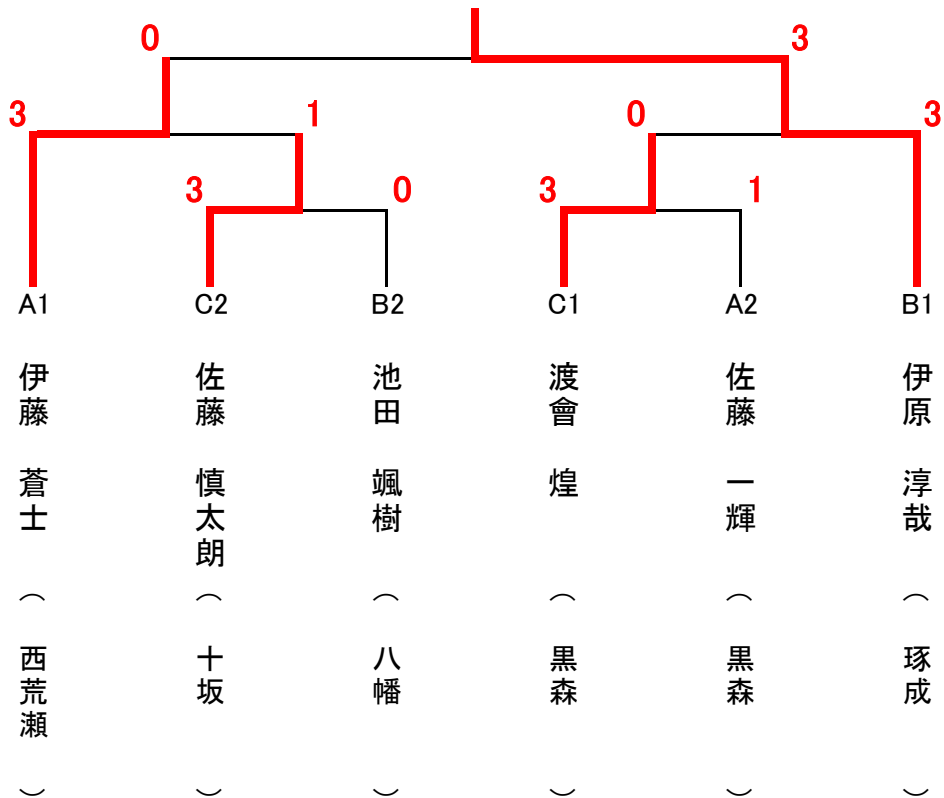 0 3
3 1 0 3
3 0 3 1
A1 C2 B2 C1 A2 B1
伊藤 蒼士 （ 西荒瀬 ）
佐藤 慎太朗 （ 十坂 ）
池田 颯樹 （ 八幡 ）
渡會 煌 （ 黒森 ）
佐藤 一輝 （ 黒森 ）
伊原 淳哉 （ 琢成 ）